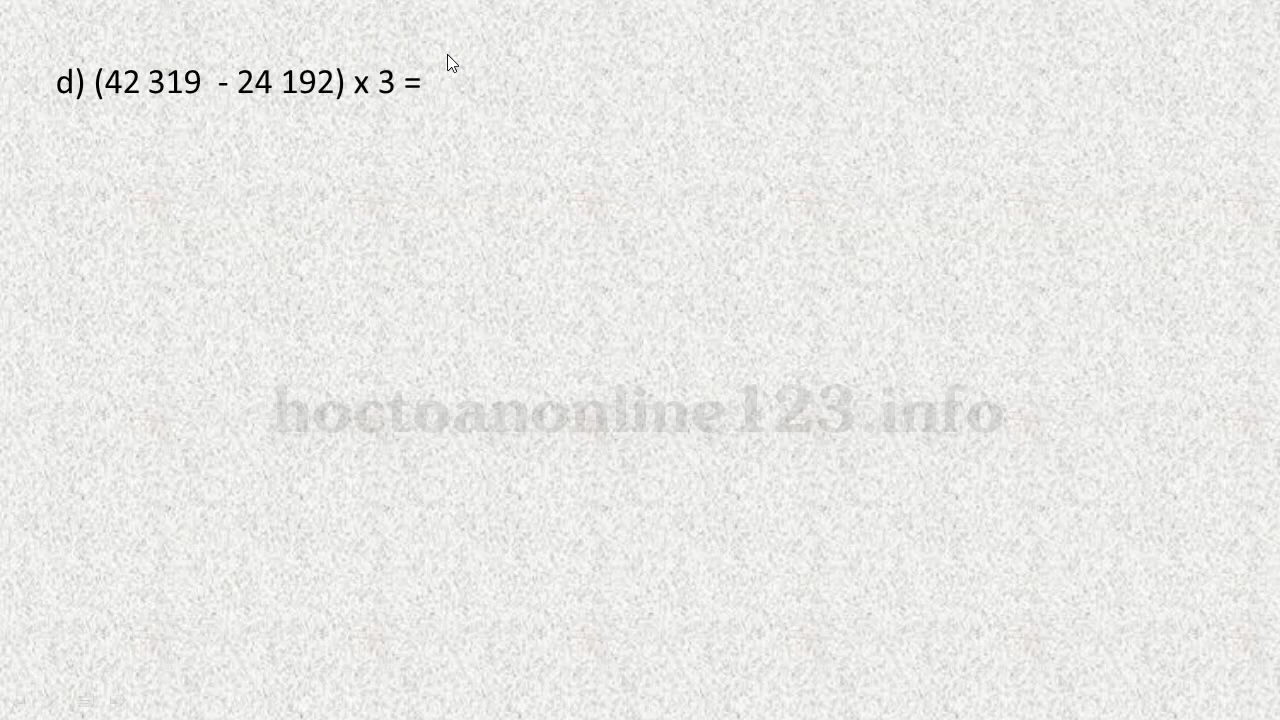 d) (42 319  - 24 192) x 3 =
hoctoanonline123.info